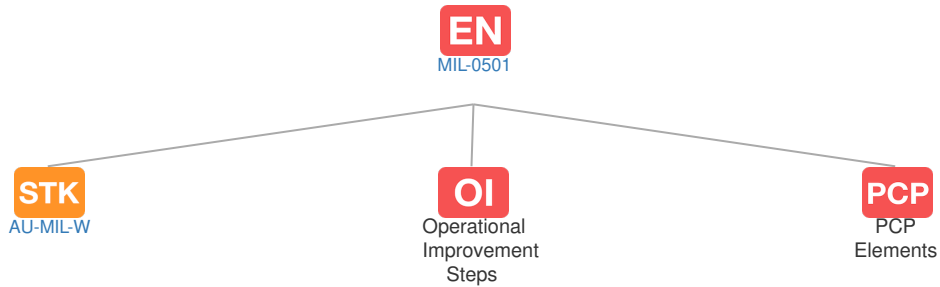 EN
MIL-0501
STK
AU-MIL-W
OI
Operational
Improvement
Steps
PCP
PCP
Elements